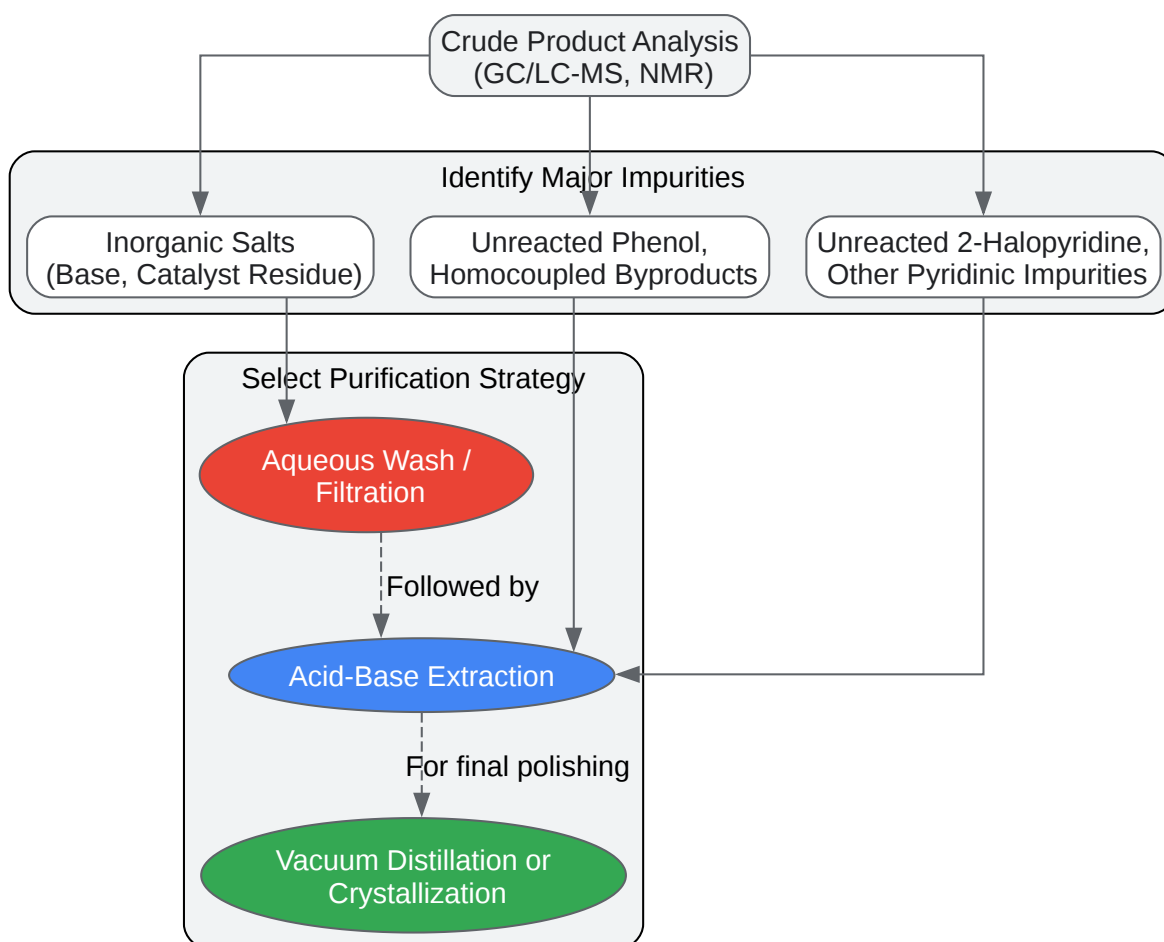 Crude Product Analysis
(GC/LC-MS, NMR)
Identify Major Impurities
Inorganic Salts
(Base, Catalyst Residue)
Unreacted Phenol,
Homocoupled Byproducts
Unreacted 2-Halopyridine,
Other Pyridinic Impurities
Select Purification Strategy
Aqueous Wash /
Filtration
Followed by
Acid-Base Extraction
For final polishing
Vacuum Distillation or
Crystallization